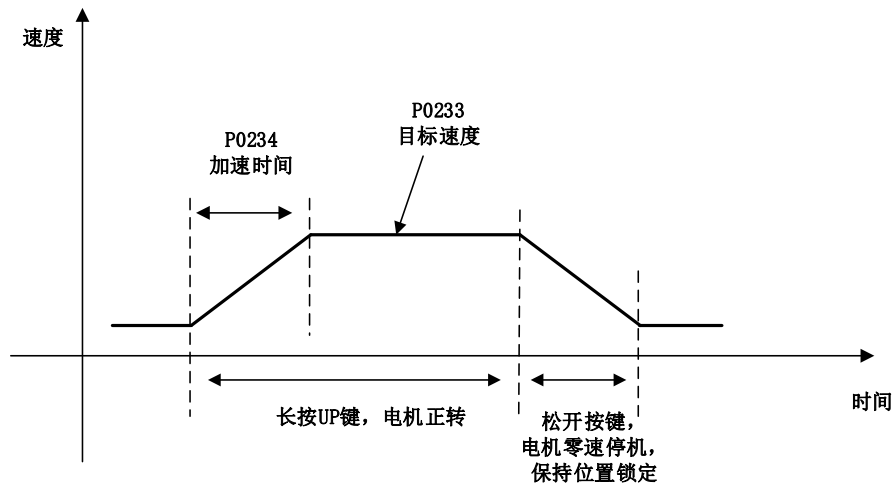 速度
P0233
目标速度
P0234
加速时间
时间
长按UP键，电机正转
松开按键，
电机零速停机，
保持位置锁定